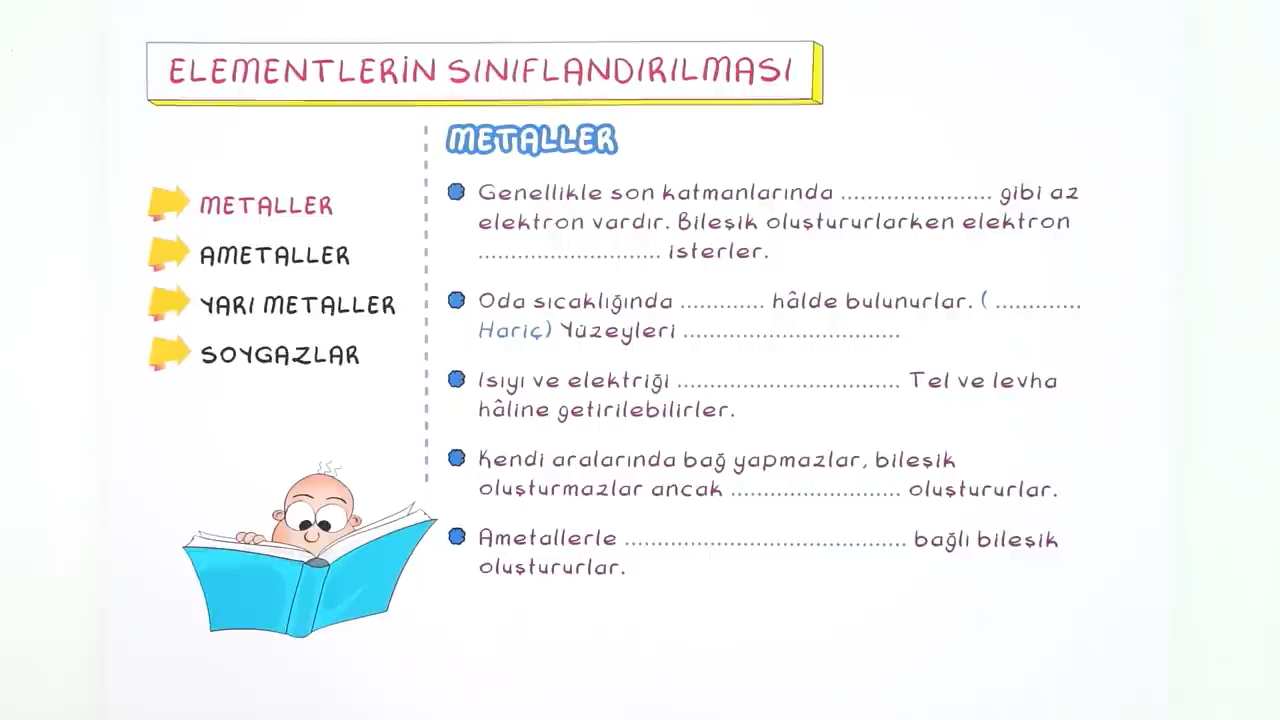 ELEMENTLERİN SINIFLANDIRILMASI
METALLER
AMETALLER
YARI METALLER
SOYGAZLAR
METALLER
Genellikle son katmanlarında ...................... gibi az
elektron vardır. Bileşik oluştururlarken elektron
........................... isterler.
Oda sıcaklığında ............. hâlde bulunurlar. ( .............
Hariç) Yüzeyleri ................................
Isıyı ve elektriği ................................. Tel ve levha
hâline getirilebilirler.
Kendi aralarında bağ yapmazlar, bileşik
oluşturmazlar ancak ......................... oluştururlar.
Ametallerle .......................................... bağlı bileşik
oluştururlar.